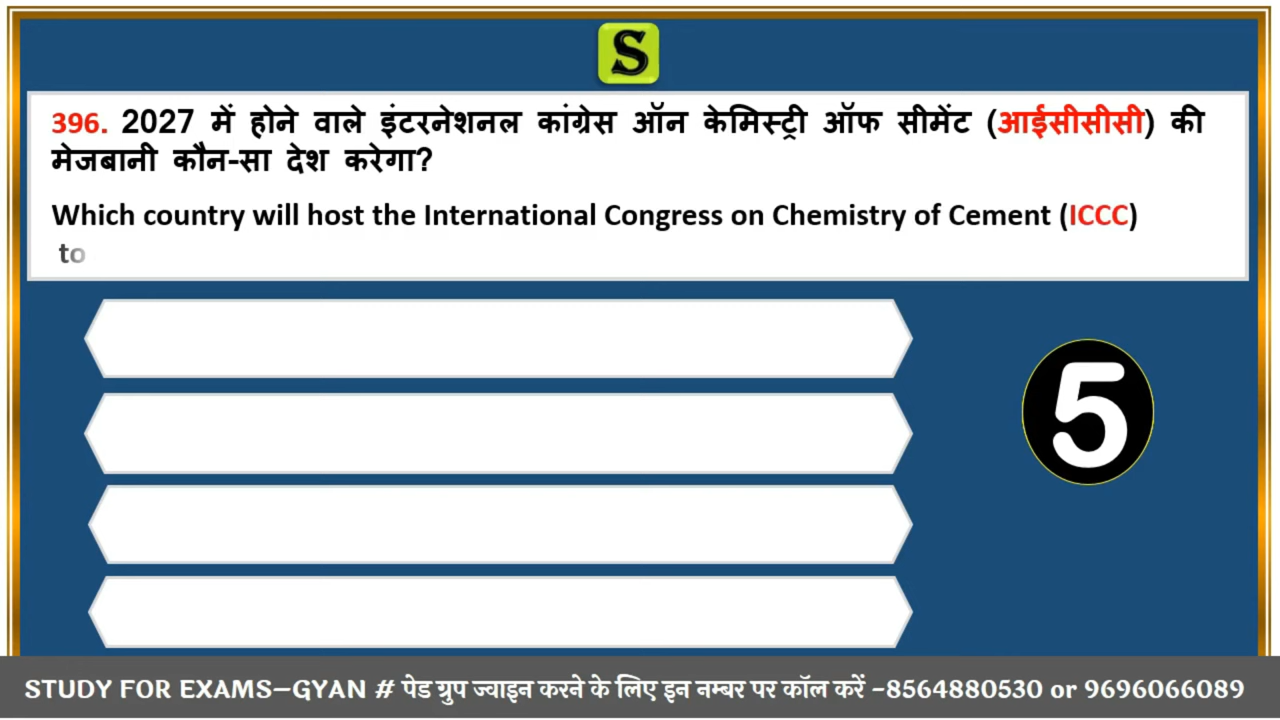 S
396. 2027 में होने वाले इंटरनेशनल कांग्रेस ऑन केमिस्ट्री ऑफ सीमेंट (आईसीसीसी) की
मेजबानी कौन-सा देश करेगा?
Which country will host the International Congress on Chemistry of Cement (ICCC)
to
5
STUDY FOR EXAMS–GYAN # पेड ग्रुप ज्वाइन करने के लिए इन नम्बर पर कॉल करें -8564880530 or 9696066089